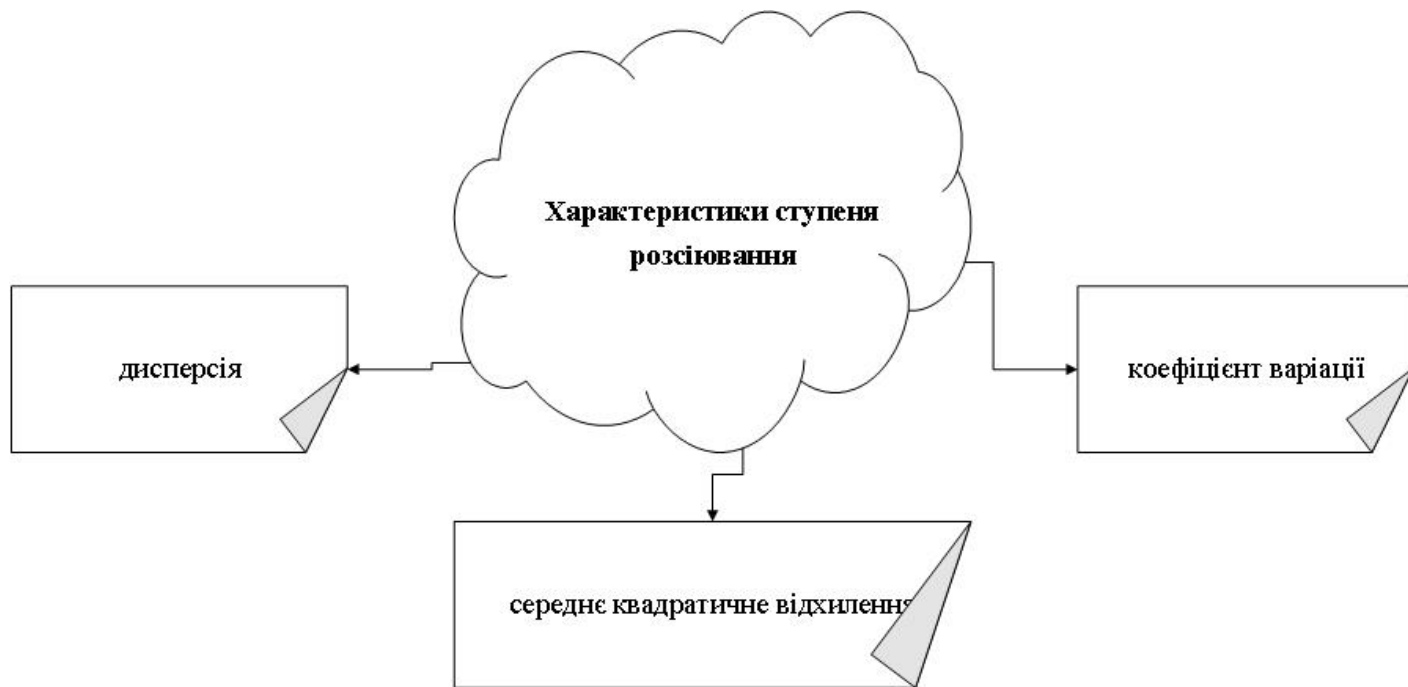 Характеристики ступеня
розсіювання
дисперсія
коефіцієнт варіації
середнє квадратичне відхилення